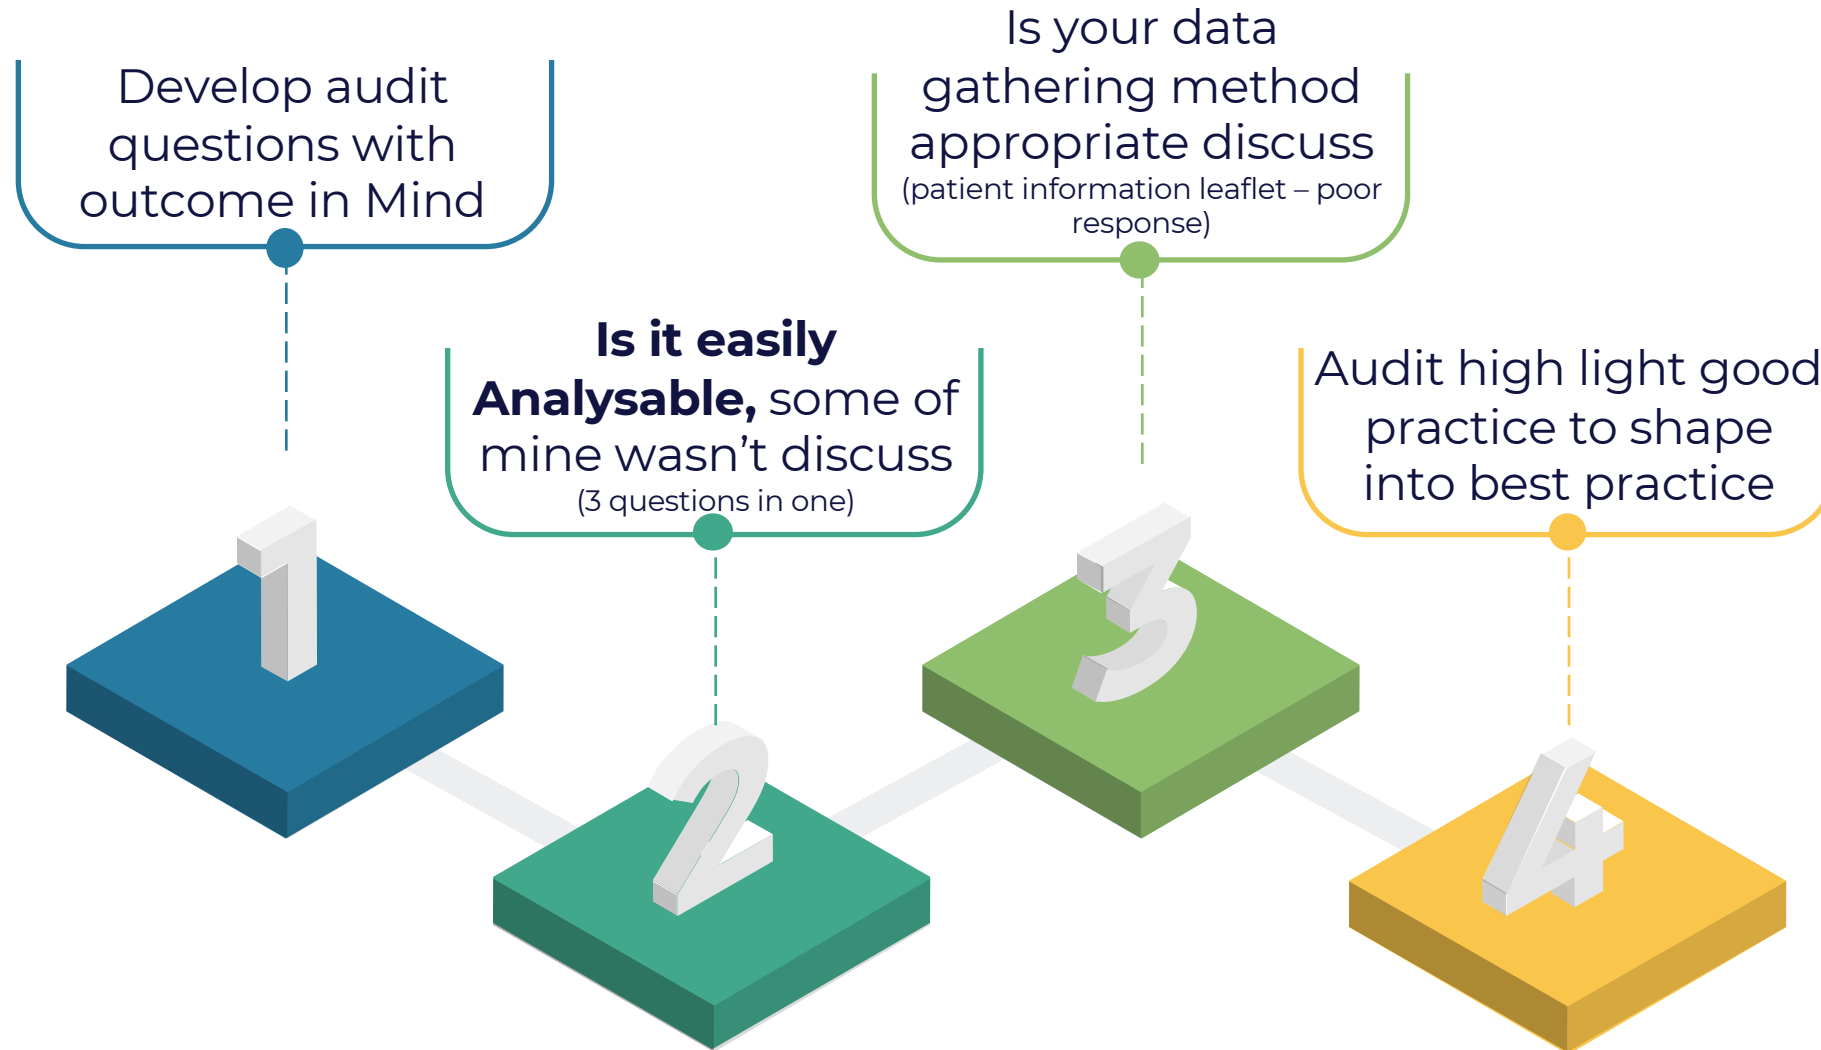 Develop audit
questions with
outcome in Mind
1
Is it easily
Analysable, some of
mine wasn't discuss
(3 questions in one)
2
Is your data
gathering method
appropriate discuss
(patient information leaflet – poor
response)
3
Audit high light good
practice to shape
into best practice
4